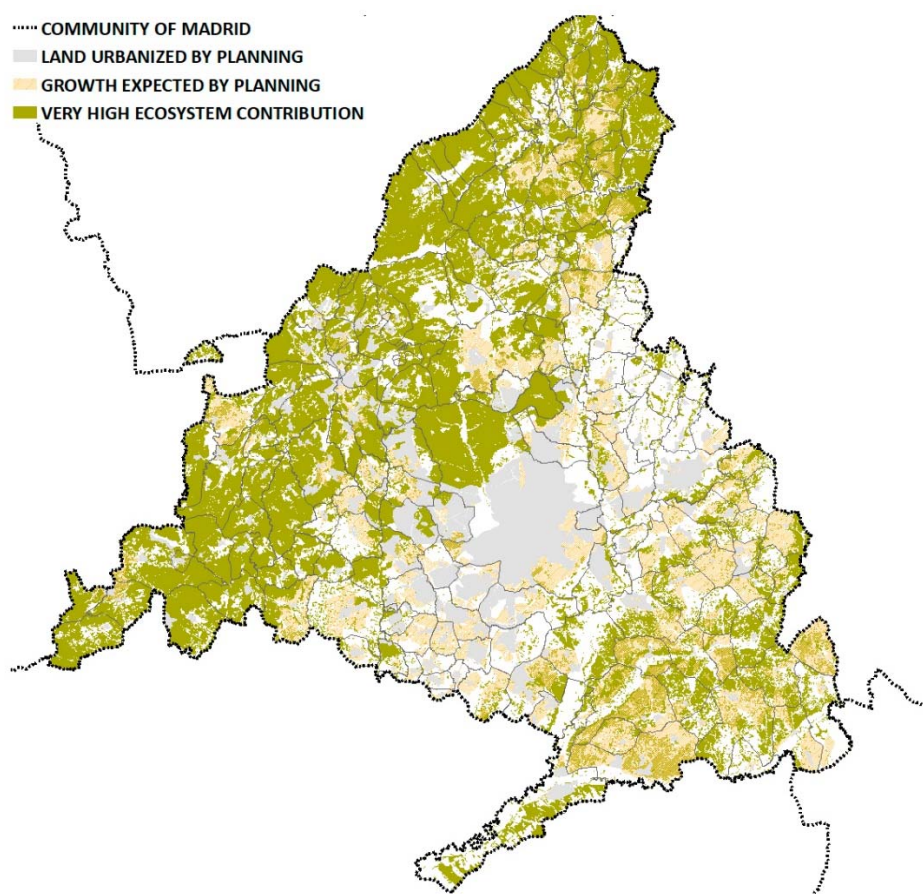 COMMUNITY OF MADRID
LAND URBANIZED BY PLANNING
GROWTH EXPECTED BY PLANNING
VERY HIGH ECOSYSTEM CONTRIBUTION